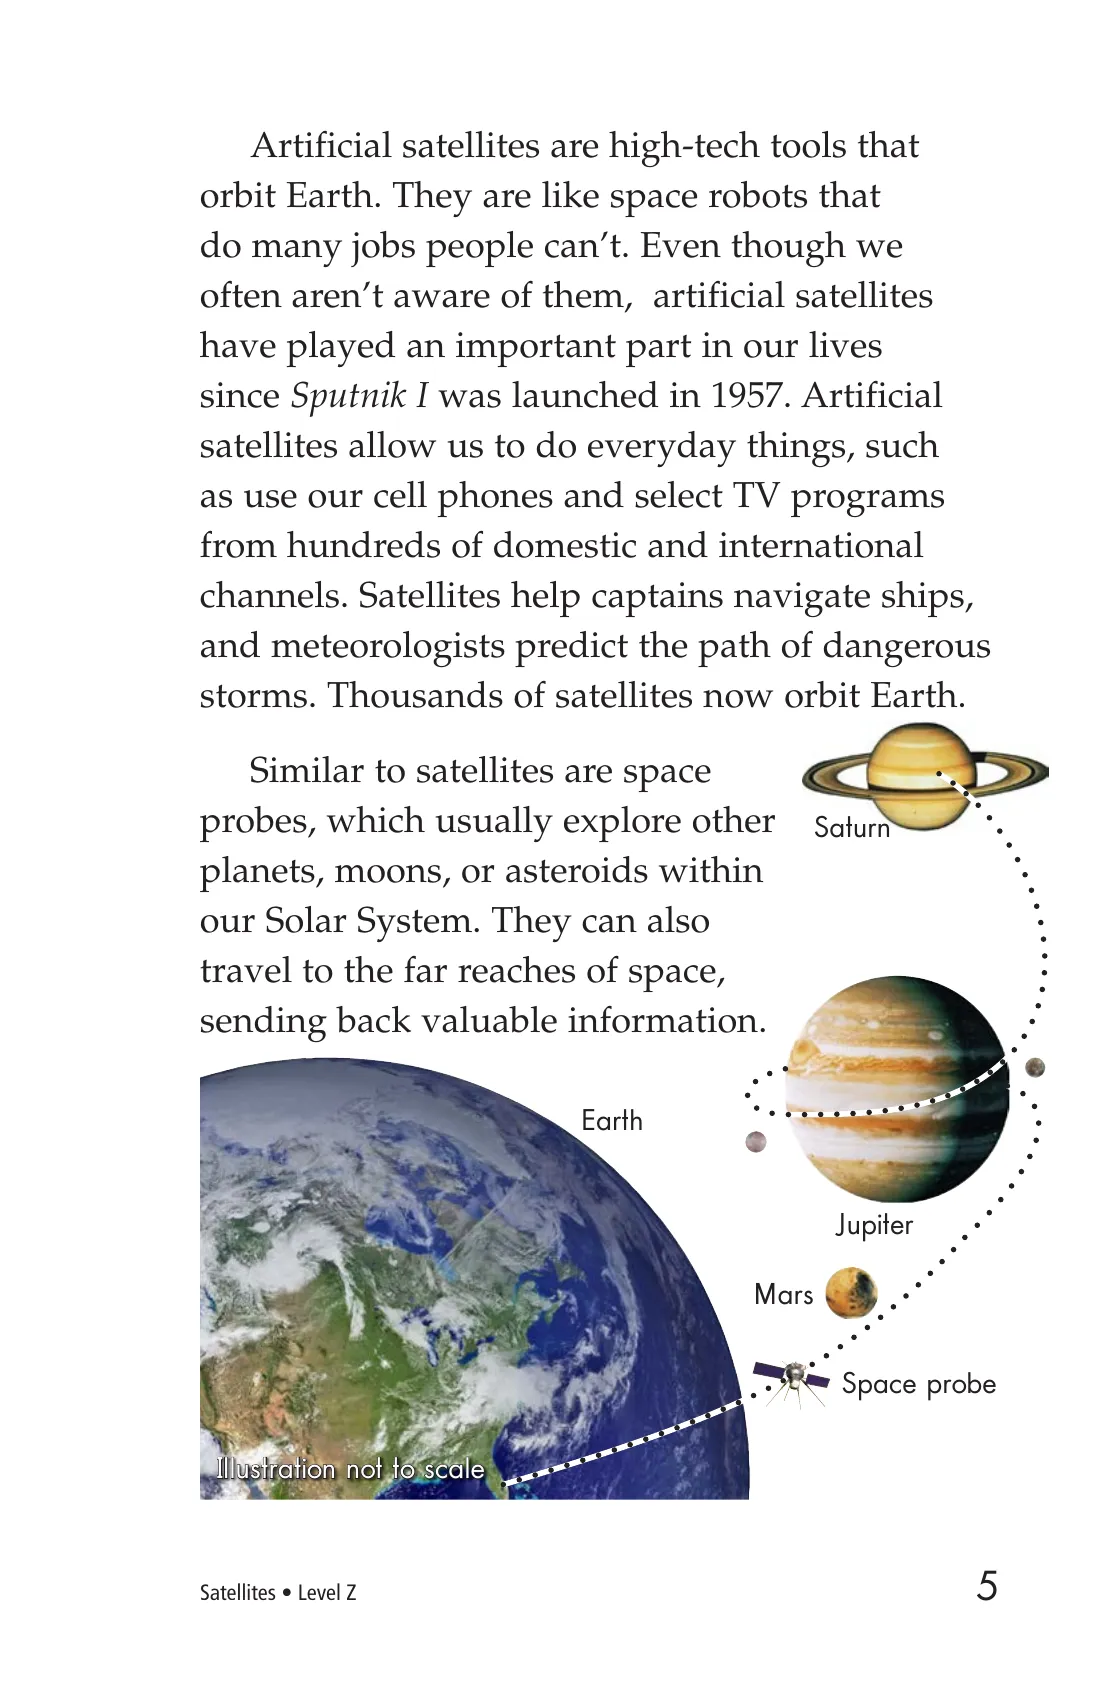 Artificial satellites are high-tech tools that
orbit Earth. They are like space robots that
do many jobs people can’t. Even though we
often aren’t aware of them,  artificial satellites
have played an important part in our lives
since Sputnik I was launched in 1957. Artificial
satellites allow us to do everyday things, such
as use our cell phones and select TV programs
from hundreds of domestic and international
channels. Satellites help captains navigate ships,
and meteorologists predict the path of dangerous
storms. Thousands of satellites now orbit Earth.
Similar to satellites are space
probes, which usually explore other
planets, moons, or asteroids within
our Solar System. They can also
travel to the far reaches of space,
sending back valuable information.
Saturn
Earth
Jupiter
Mars
Space probe
Illustration not to scale
Satellites • Level Z
5